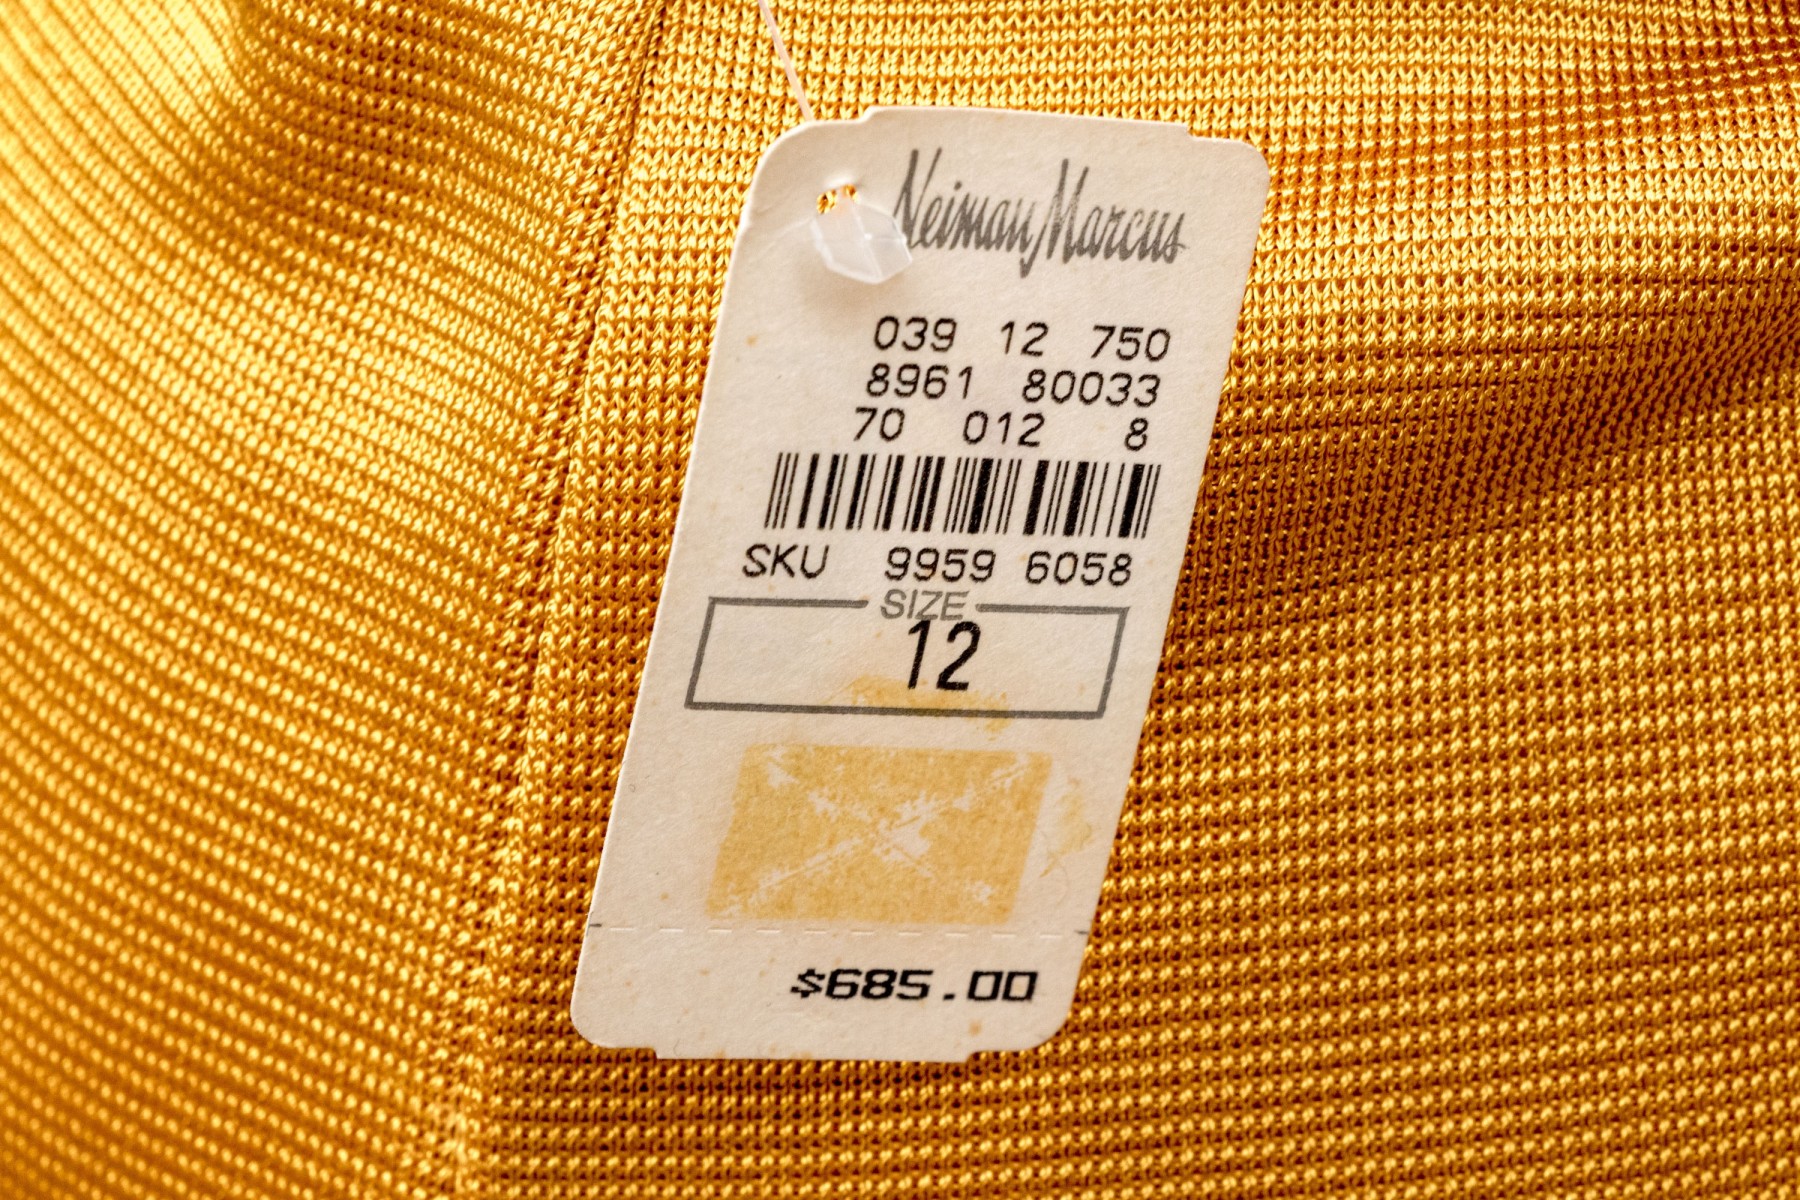 Neiman Marcus
039 12 750
8961 80033
70 012 8
SKU 9959 6058
SIZE
12
$685.00